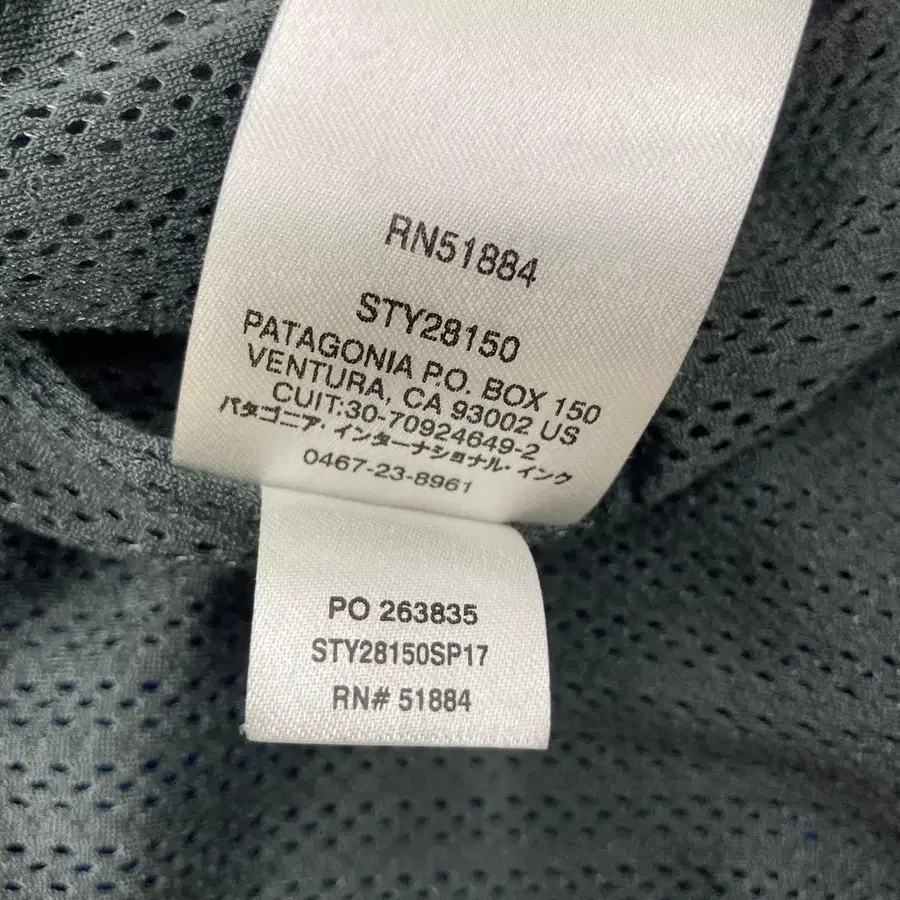 RN51884
STY28150
PATAGONIA P.O. BOX 150
VENTURA, CA 93002 US
CUIT:30-70924649-2
パタゴニア・インターナショナル・インク
0467-23-8961
PO 263835
STY28150SP17
RN# 51884